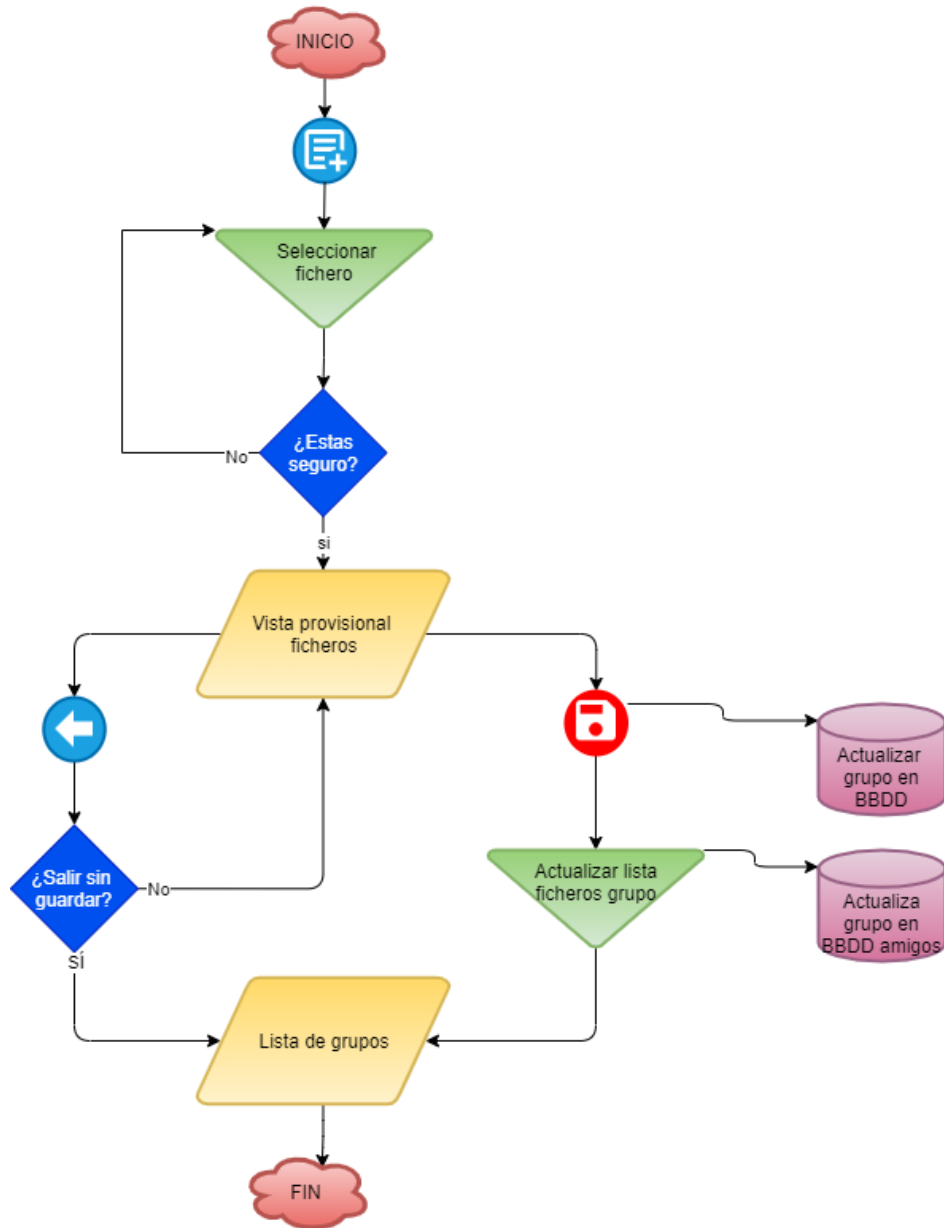 INICIO
Seleccionar
fichero
¿Estas
seguro?
No
si
Vista provisional
ficheros
Actualizar
grupo en
BBDD
¿Salir sin
guardar?
No
SÍ
Actualizar lista
ficheros grupo
Actualiza
grupo en
BBDD amigos
Lista de grupos
FIN